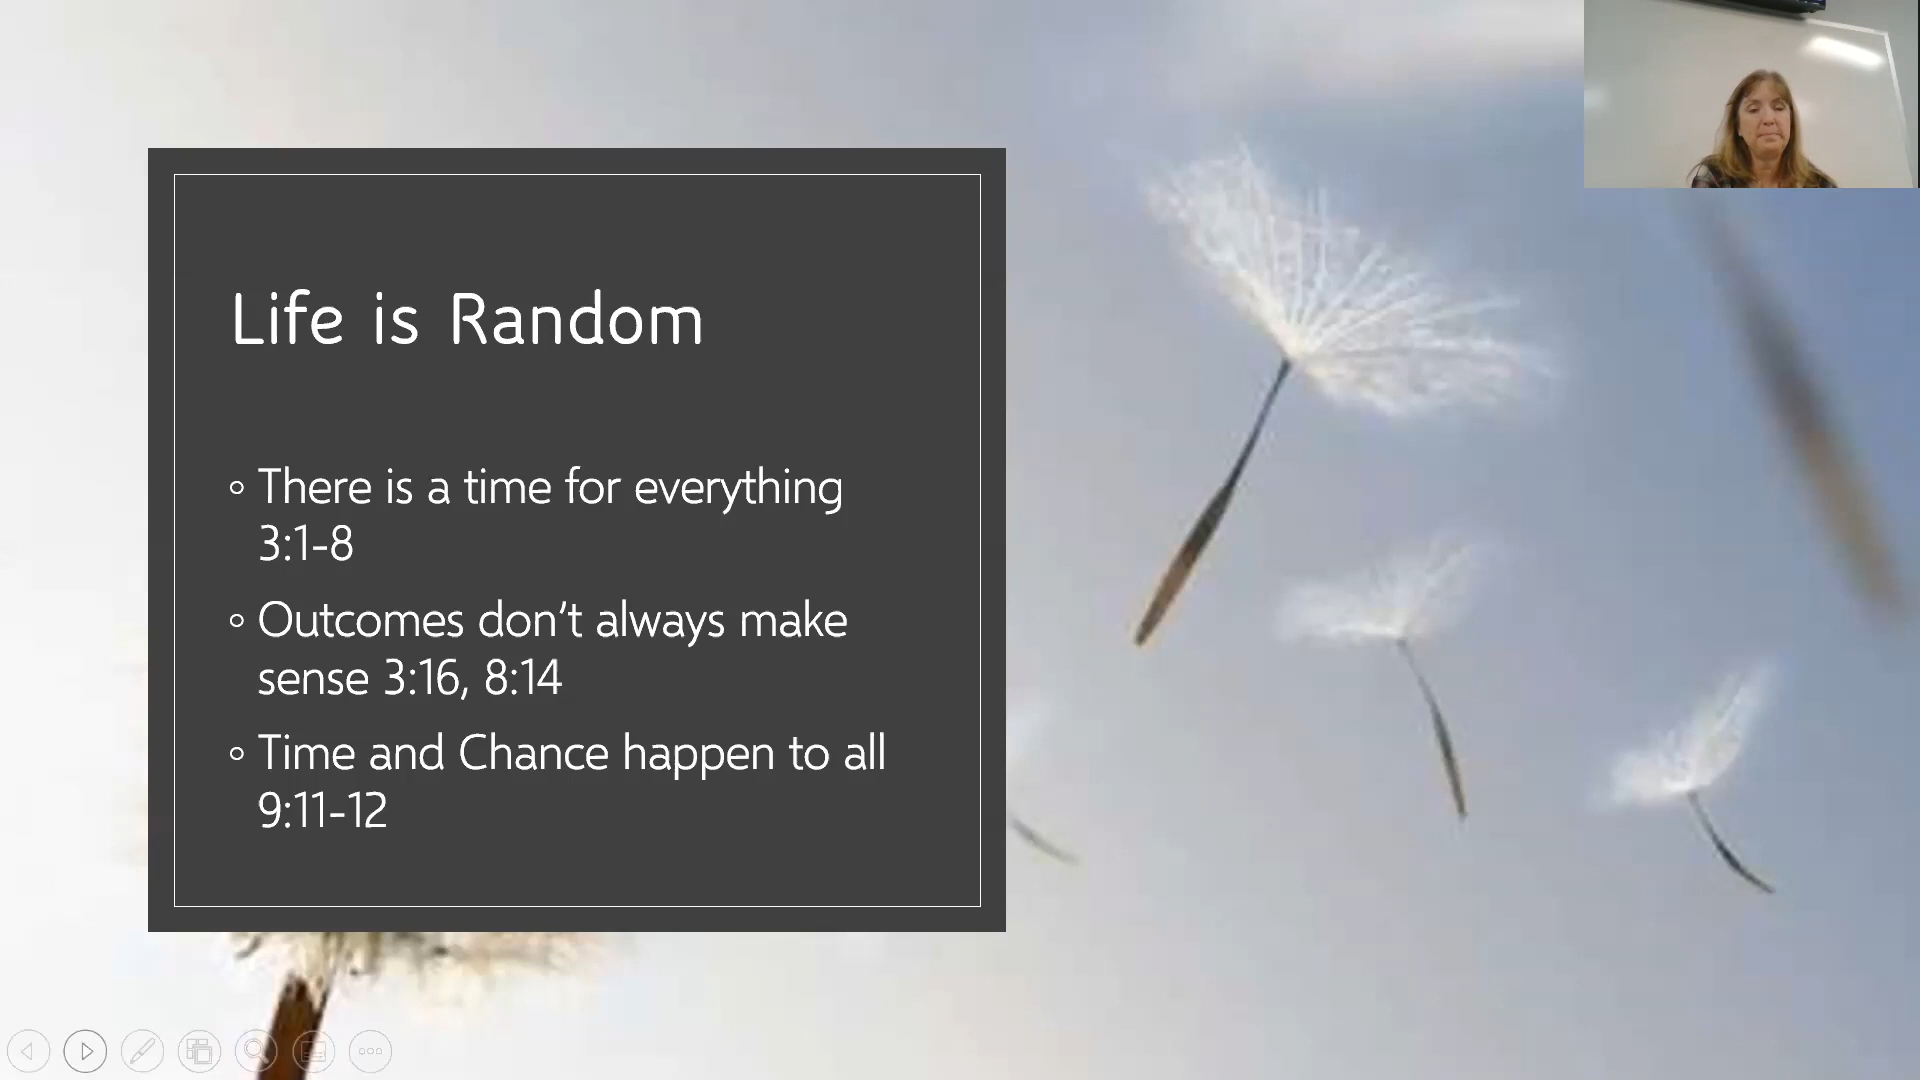 Life is Random
◦ There is a time for everything
3:1-8
◦ Outcomes don’t always make
sense 3:16, 8:14
◦ Time and Chance happen to all
9:11-12